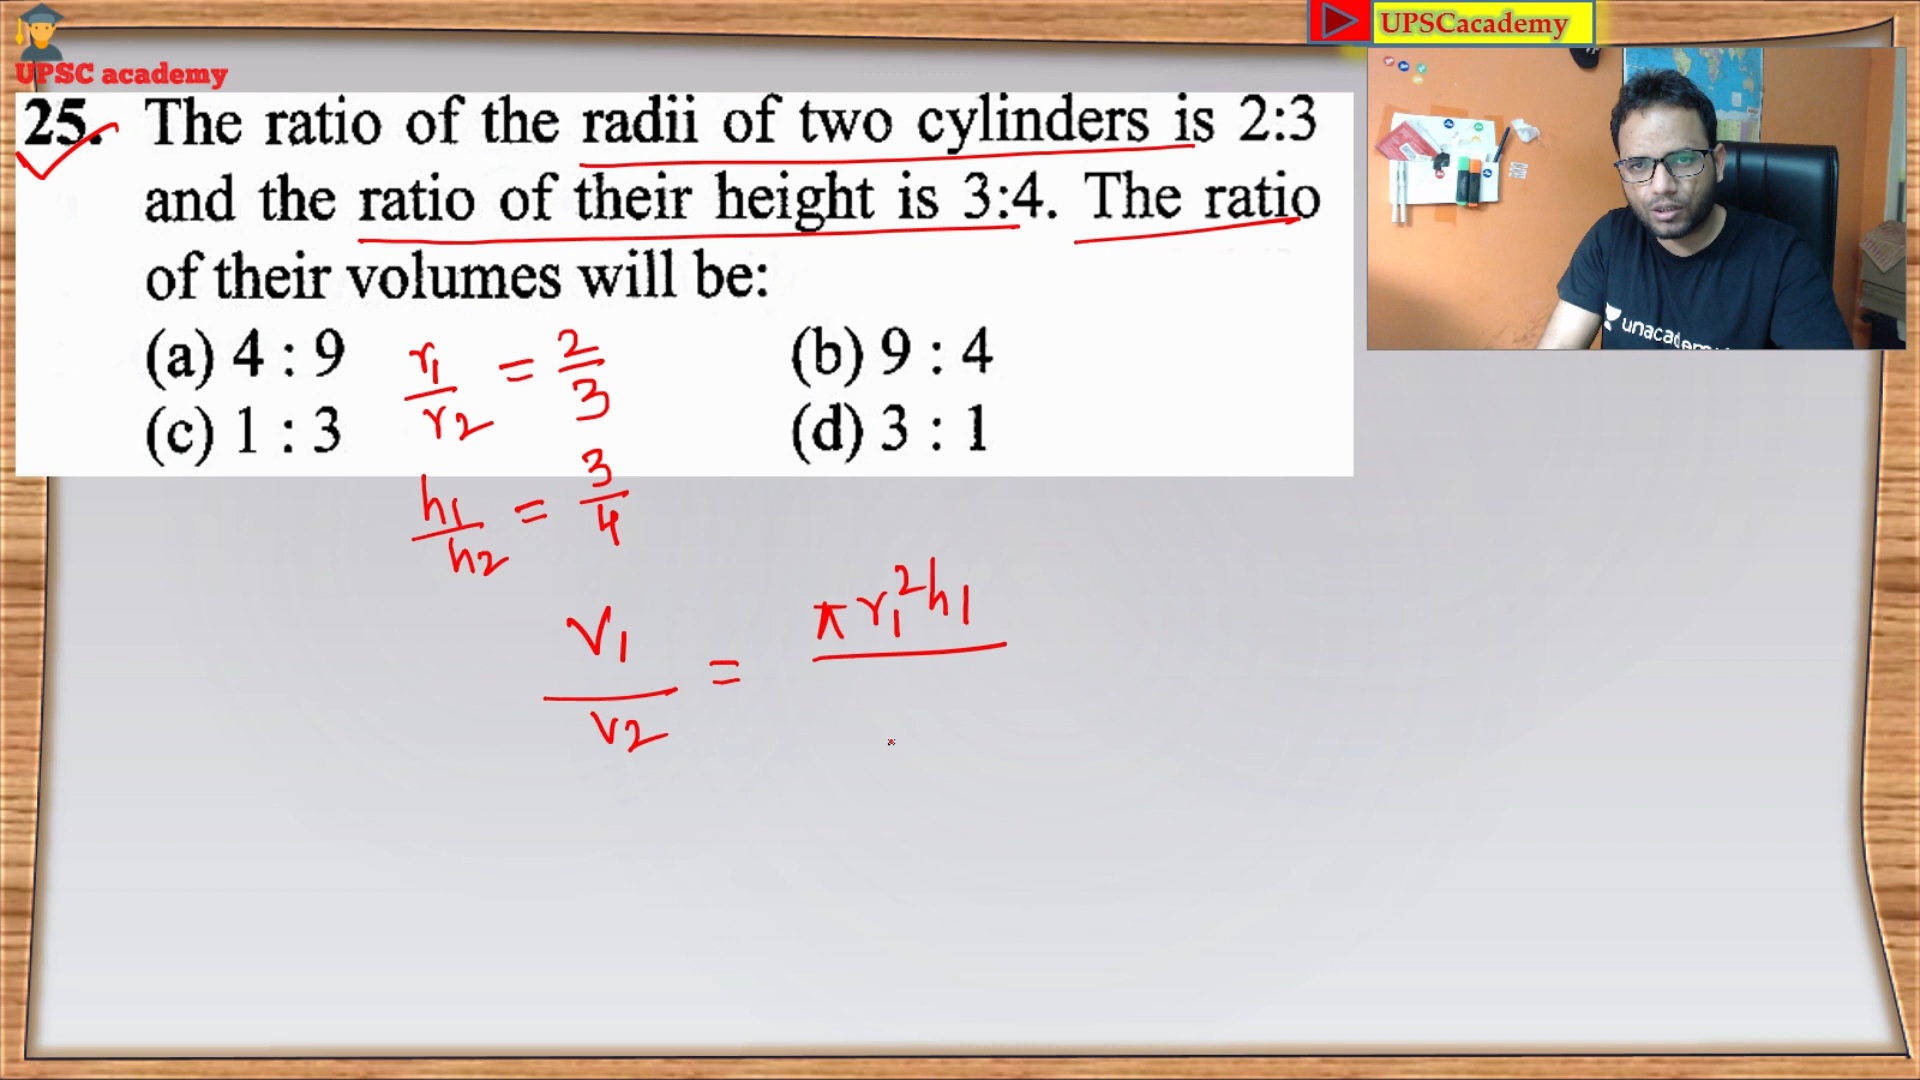 UPSCacademy
UPSC academy
25. The ratio of the radii of two cylinders is 2:3
and the ratio of their height is 3:4. The ratio
of their volumes will be:
(a) 4 : 9
(b) 9 : 4
(c) 1 : 3
(d) 3 : 1
r₁/r₂ = 2/3
h₁/h₂ = 3/4
v₁/v₂ = πr₁²h₁